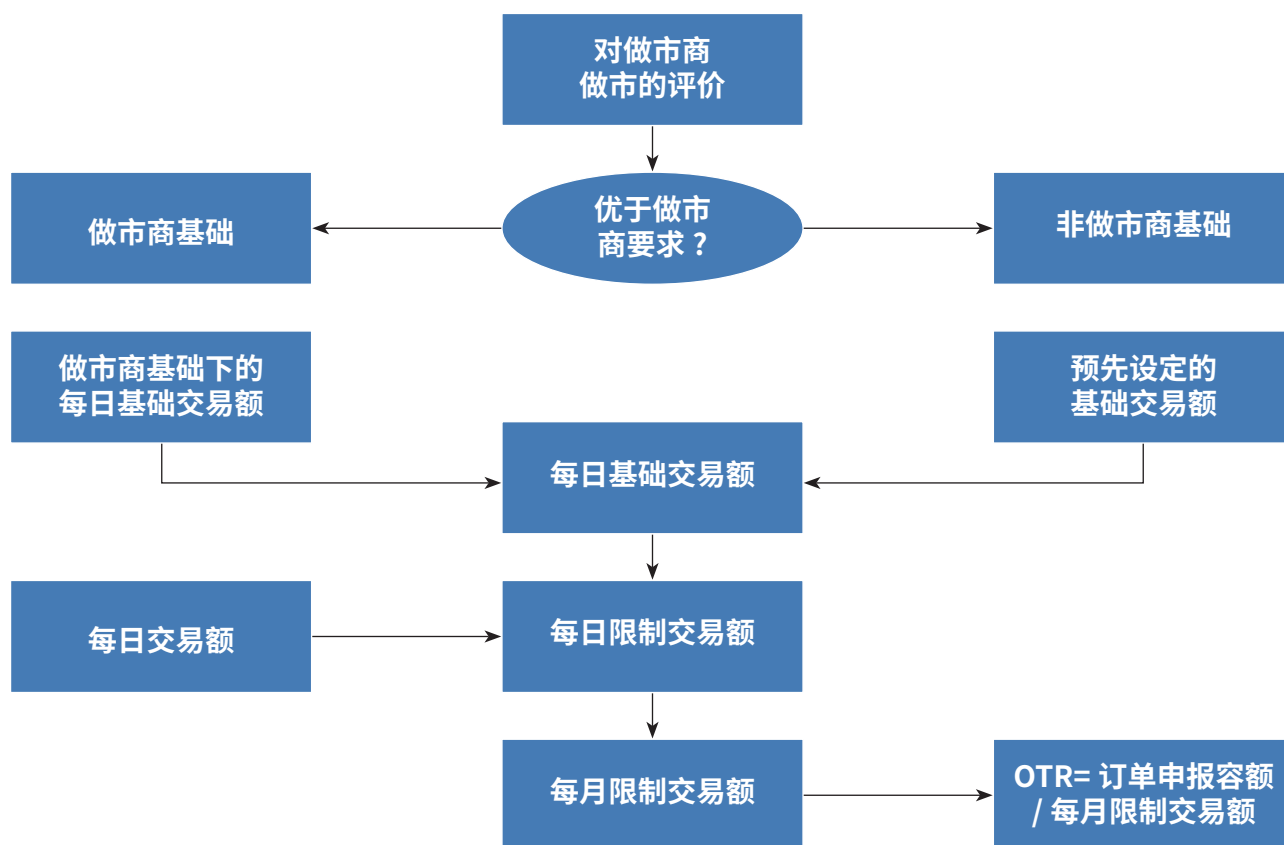 对做市商
做市的评价
做市商基础
优于做市
商要求？
非做市商基础
做市商基础下的
每日基础交易额
预先设定的
基础交易额
每日基础交易额
每日交易额
每日限制交易额
每月限制交易额
OTR= 订单申报容额
/ 每月限制交易额